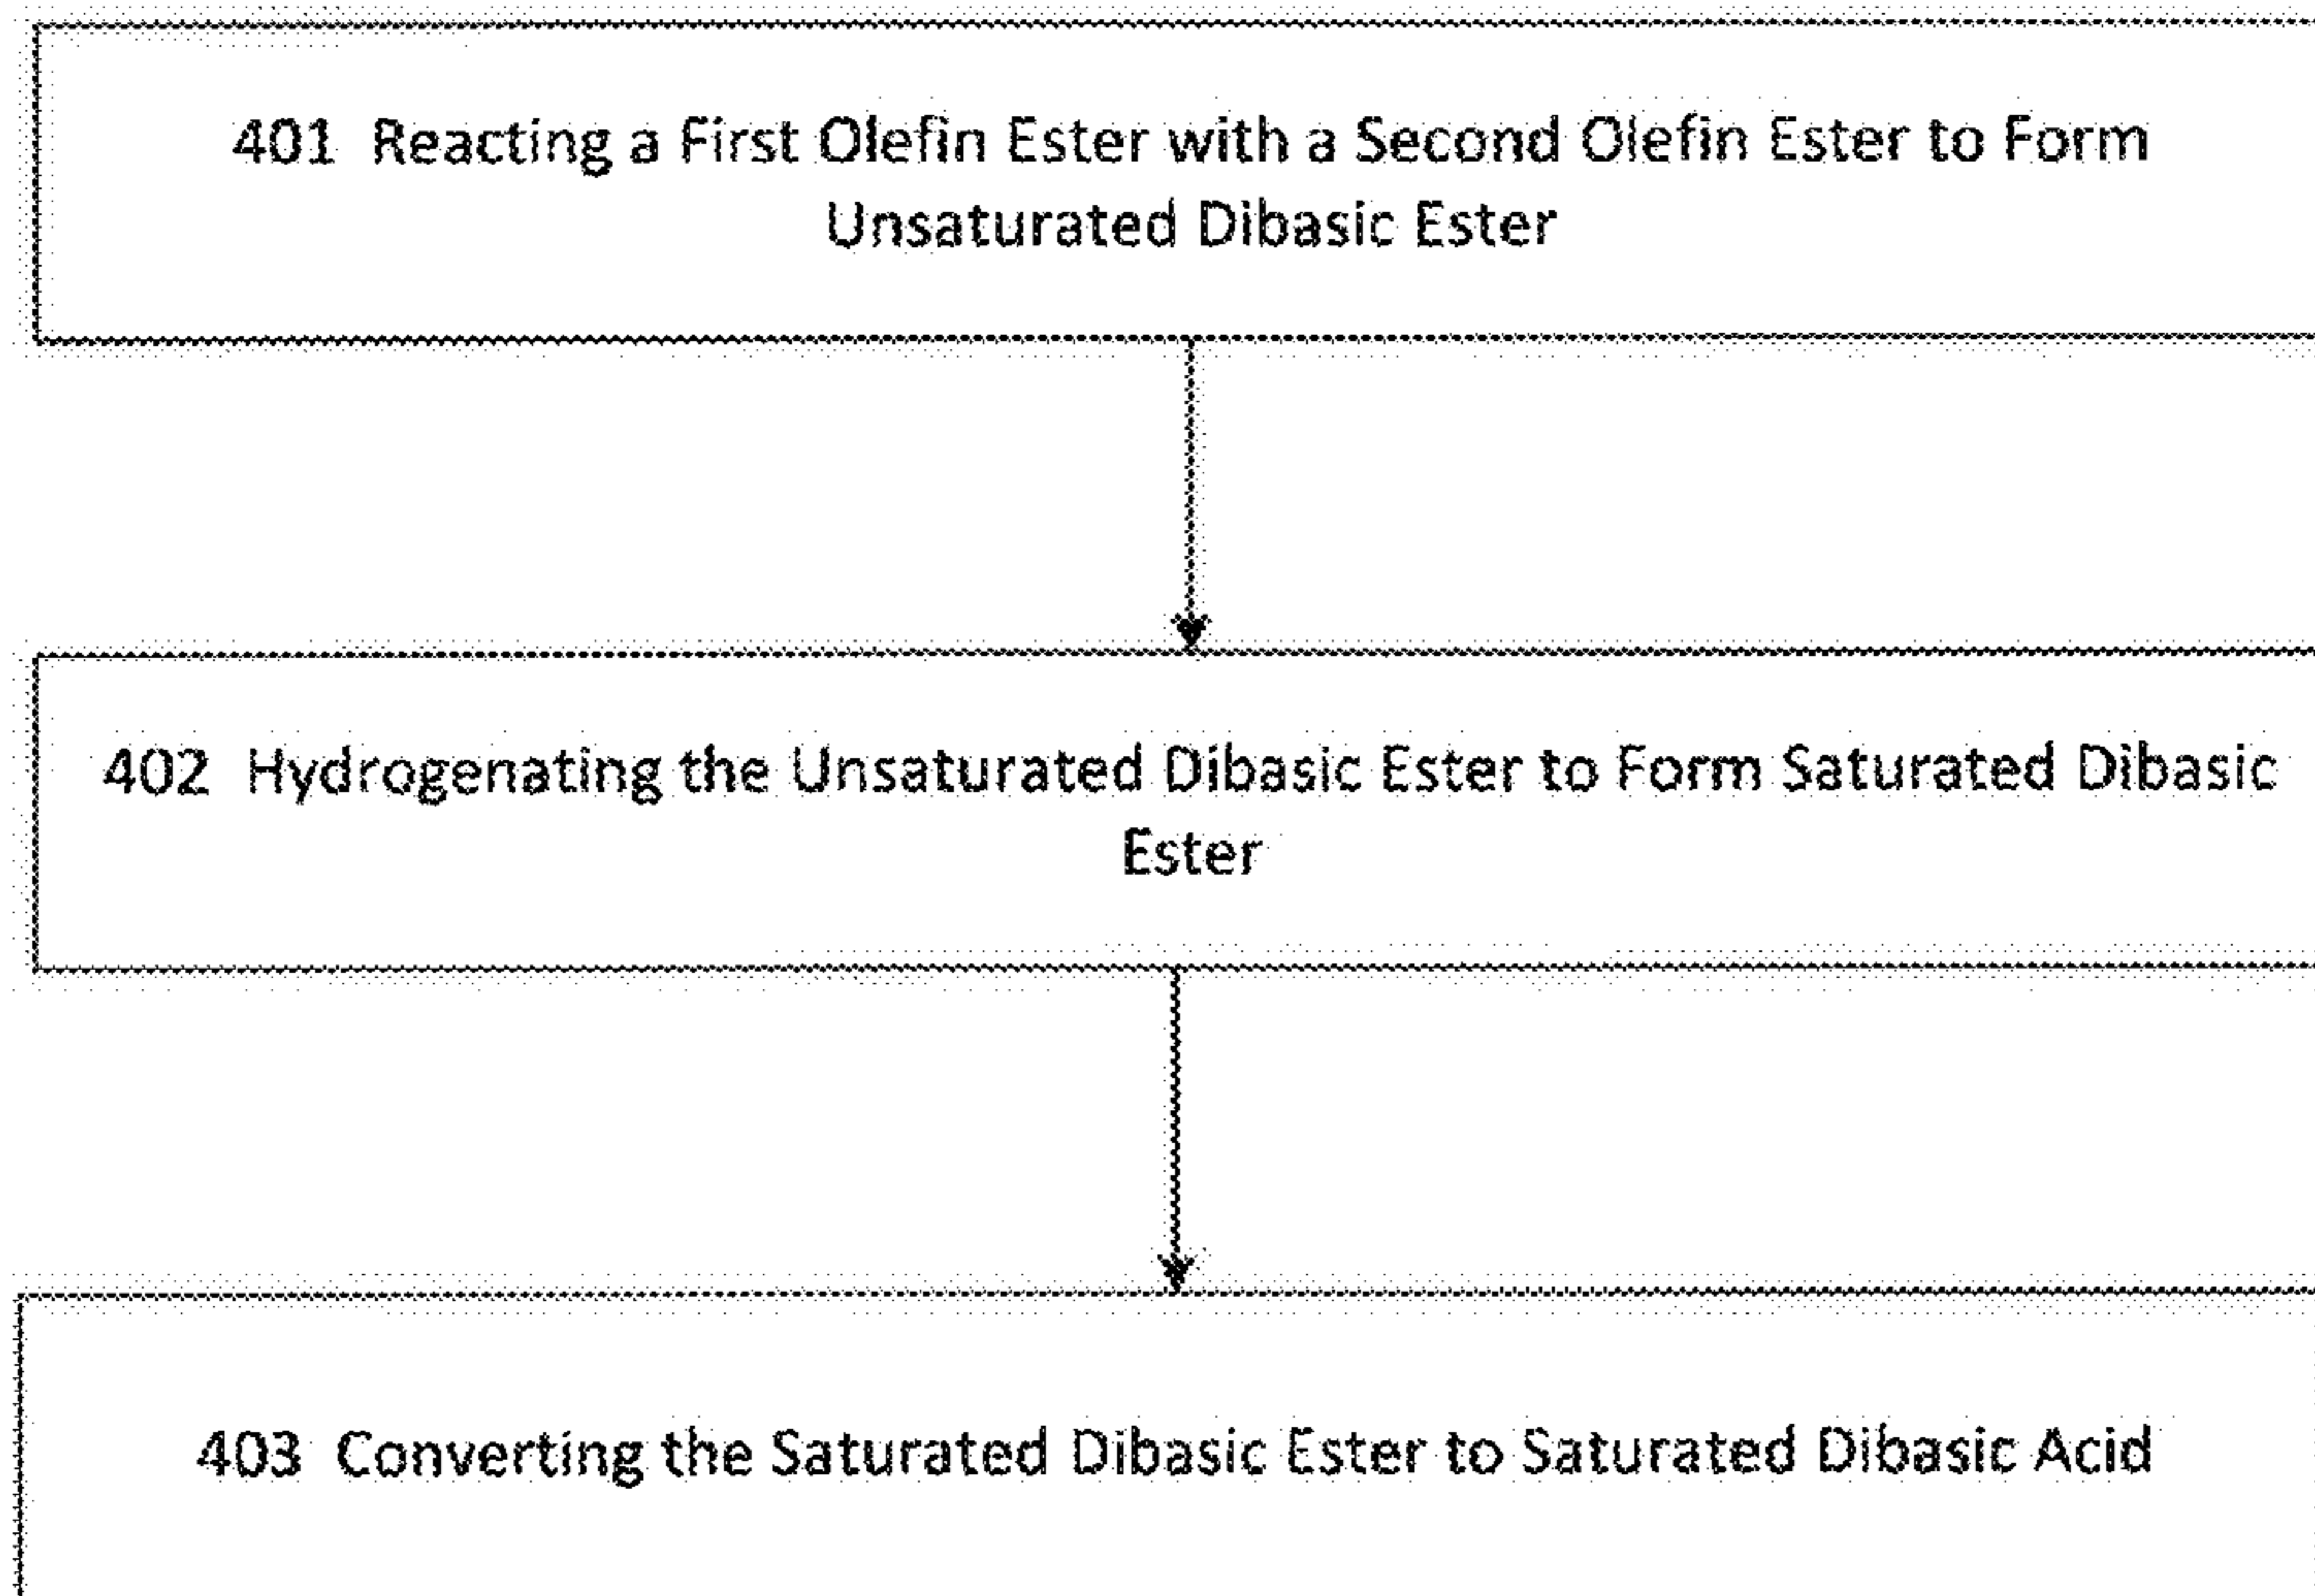 401 Reacting a First Olefin Ester with a Second Olefin Ester to Form
Unsaturated Dibasic Ester
402 Hydrogenating the Unsaturated Dibasic Ester to Form Saturated Dibasic
Ester
403 Converting the Saturated Dibasic Ester to Saturated Dibasic Acid